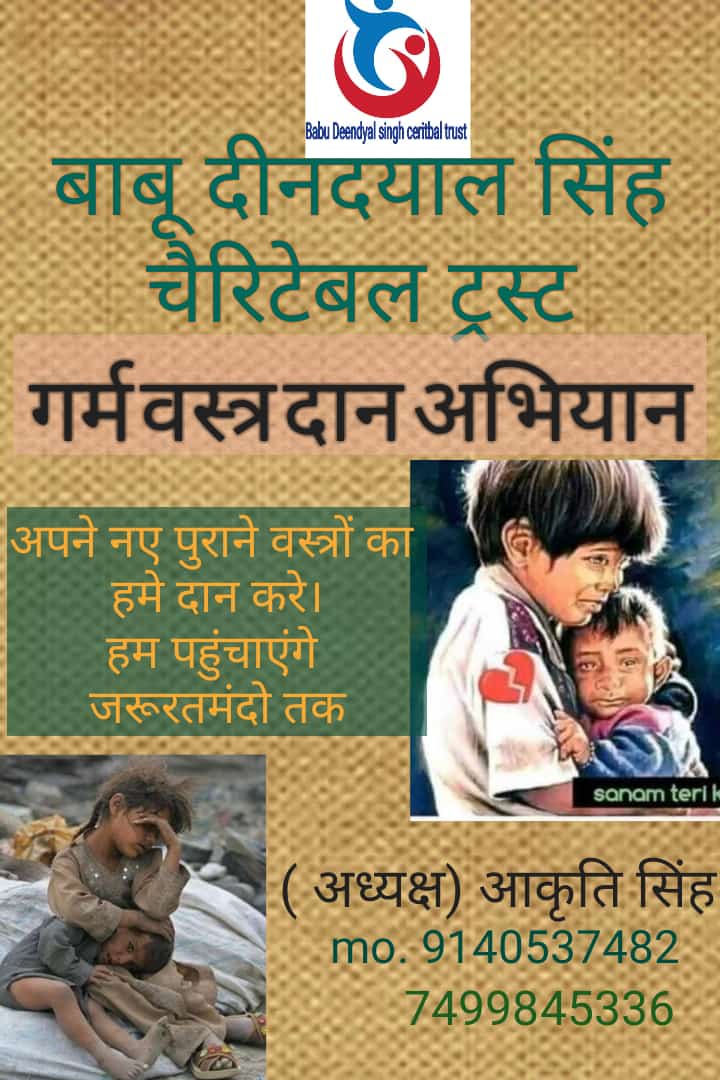 Babu Deendyal singh ceritbal trust
बाबू दीनदयाल सिंह
चैरिटेबल ट्रस्ट
गर्म वस्त्र दान अभियान
अपने नए पुराने वस्त्रों का
हमे दान करे।
हम पहुंचाएंगे
जरूरतमंदो तक
sanam teri k
( अध्यक्ष) आकृति सिंह
mo. 9140537482
7499845336